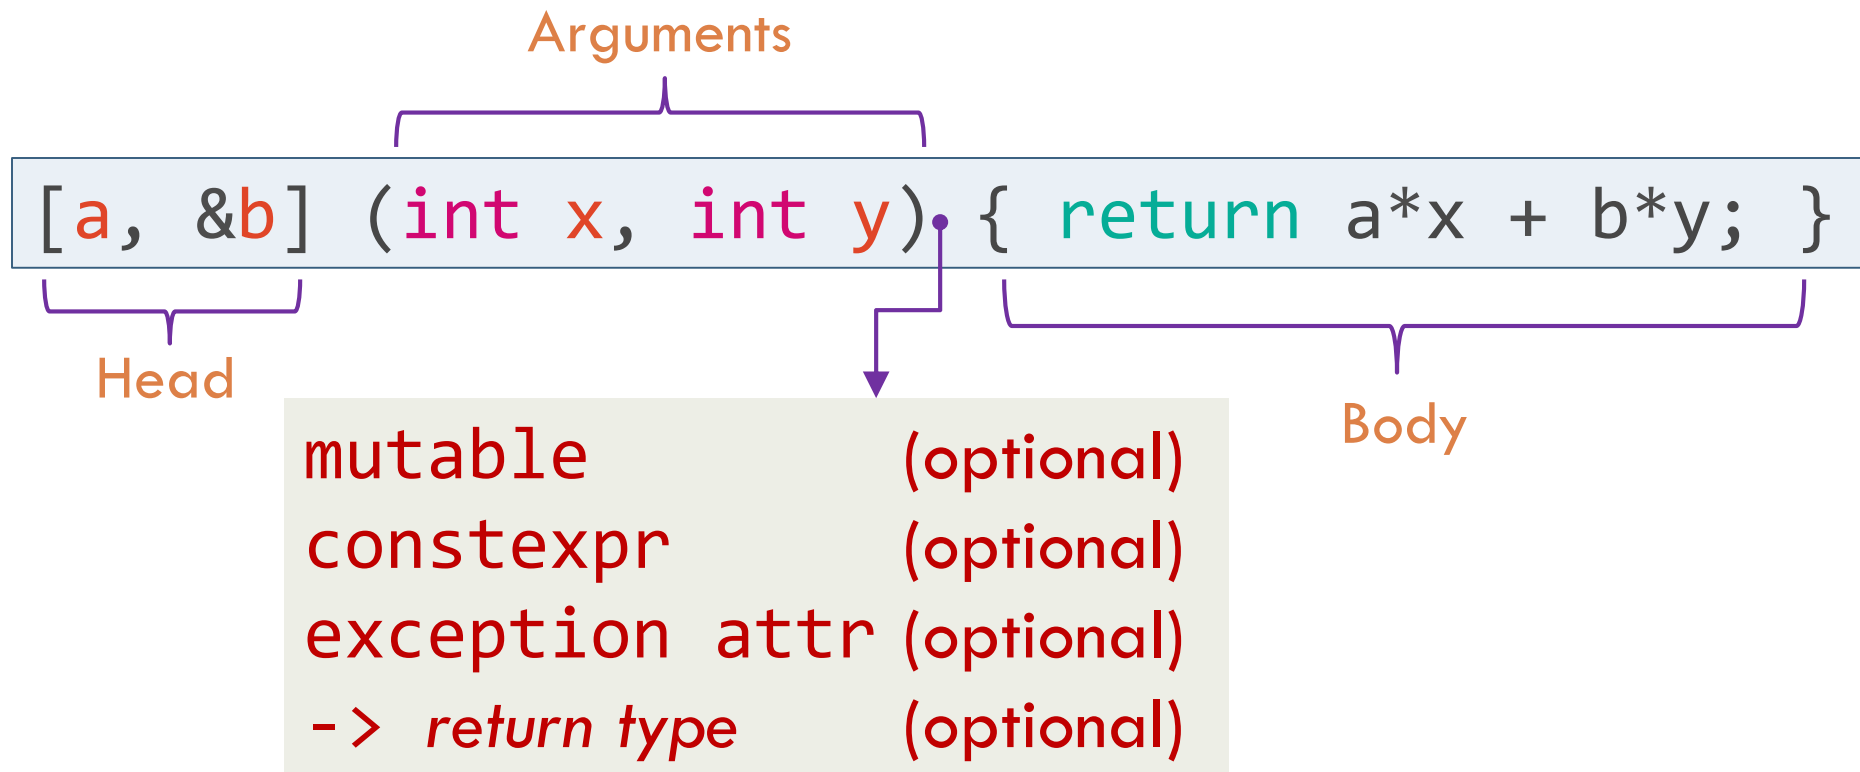 Arguments
[a, &b] (int x, int y) { return a*x + b*y; }
Head
Body
mutable (optional)
constexpr (optional)
exception attr (optional)
-> return type (optional)